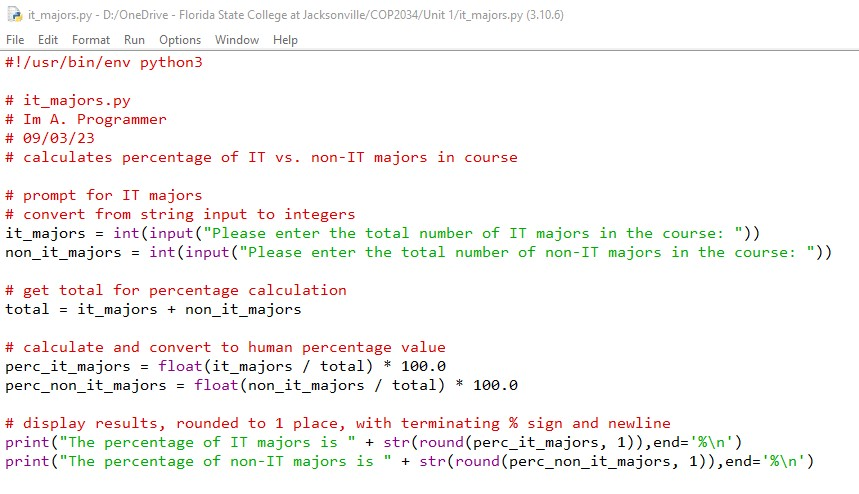 it_majors.py - D:/OneDrive - Florida State College at Jacksonville/COP2034/Unit 1/it_majors.py (3.10.6)
File Edit Format Run Options Window Help
#!/usr/bin/env python3
# it_majors.py
# Im A. Programmer
# 09/03/23
# calculates percentage of IT vs. non-IT majors in course
# prompt for IT majors
# convert from string input to integers
it_majors = int(input("Please enter the total number of IT majors in the course: "))
non_it_majors = int(input("Please enter the total number of non-IT majors in the course: "))
# get total for percentage calculation
total = it_majors + non_it_majors
# calculate and convert to human percentage value
perc_it_majors = float(it_majors / total) * 100.0
perc_non_it_majors = float(non_it_majors / total) * 100.0
# display results, rounded to 1 place, with terminating % sign and newline
print("The percentage of IT majors is " + str(round(perc_it_majors, 1)),end='%\n')
print("The percentage of non-IT majors is " + str(round(perc_non_it_majors, 1)),end='%\n')